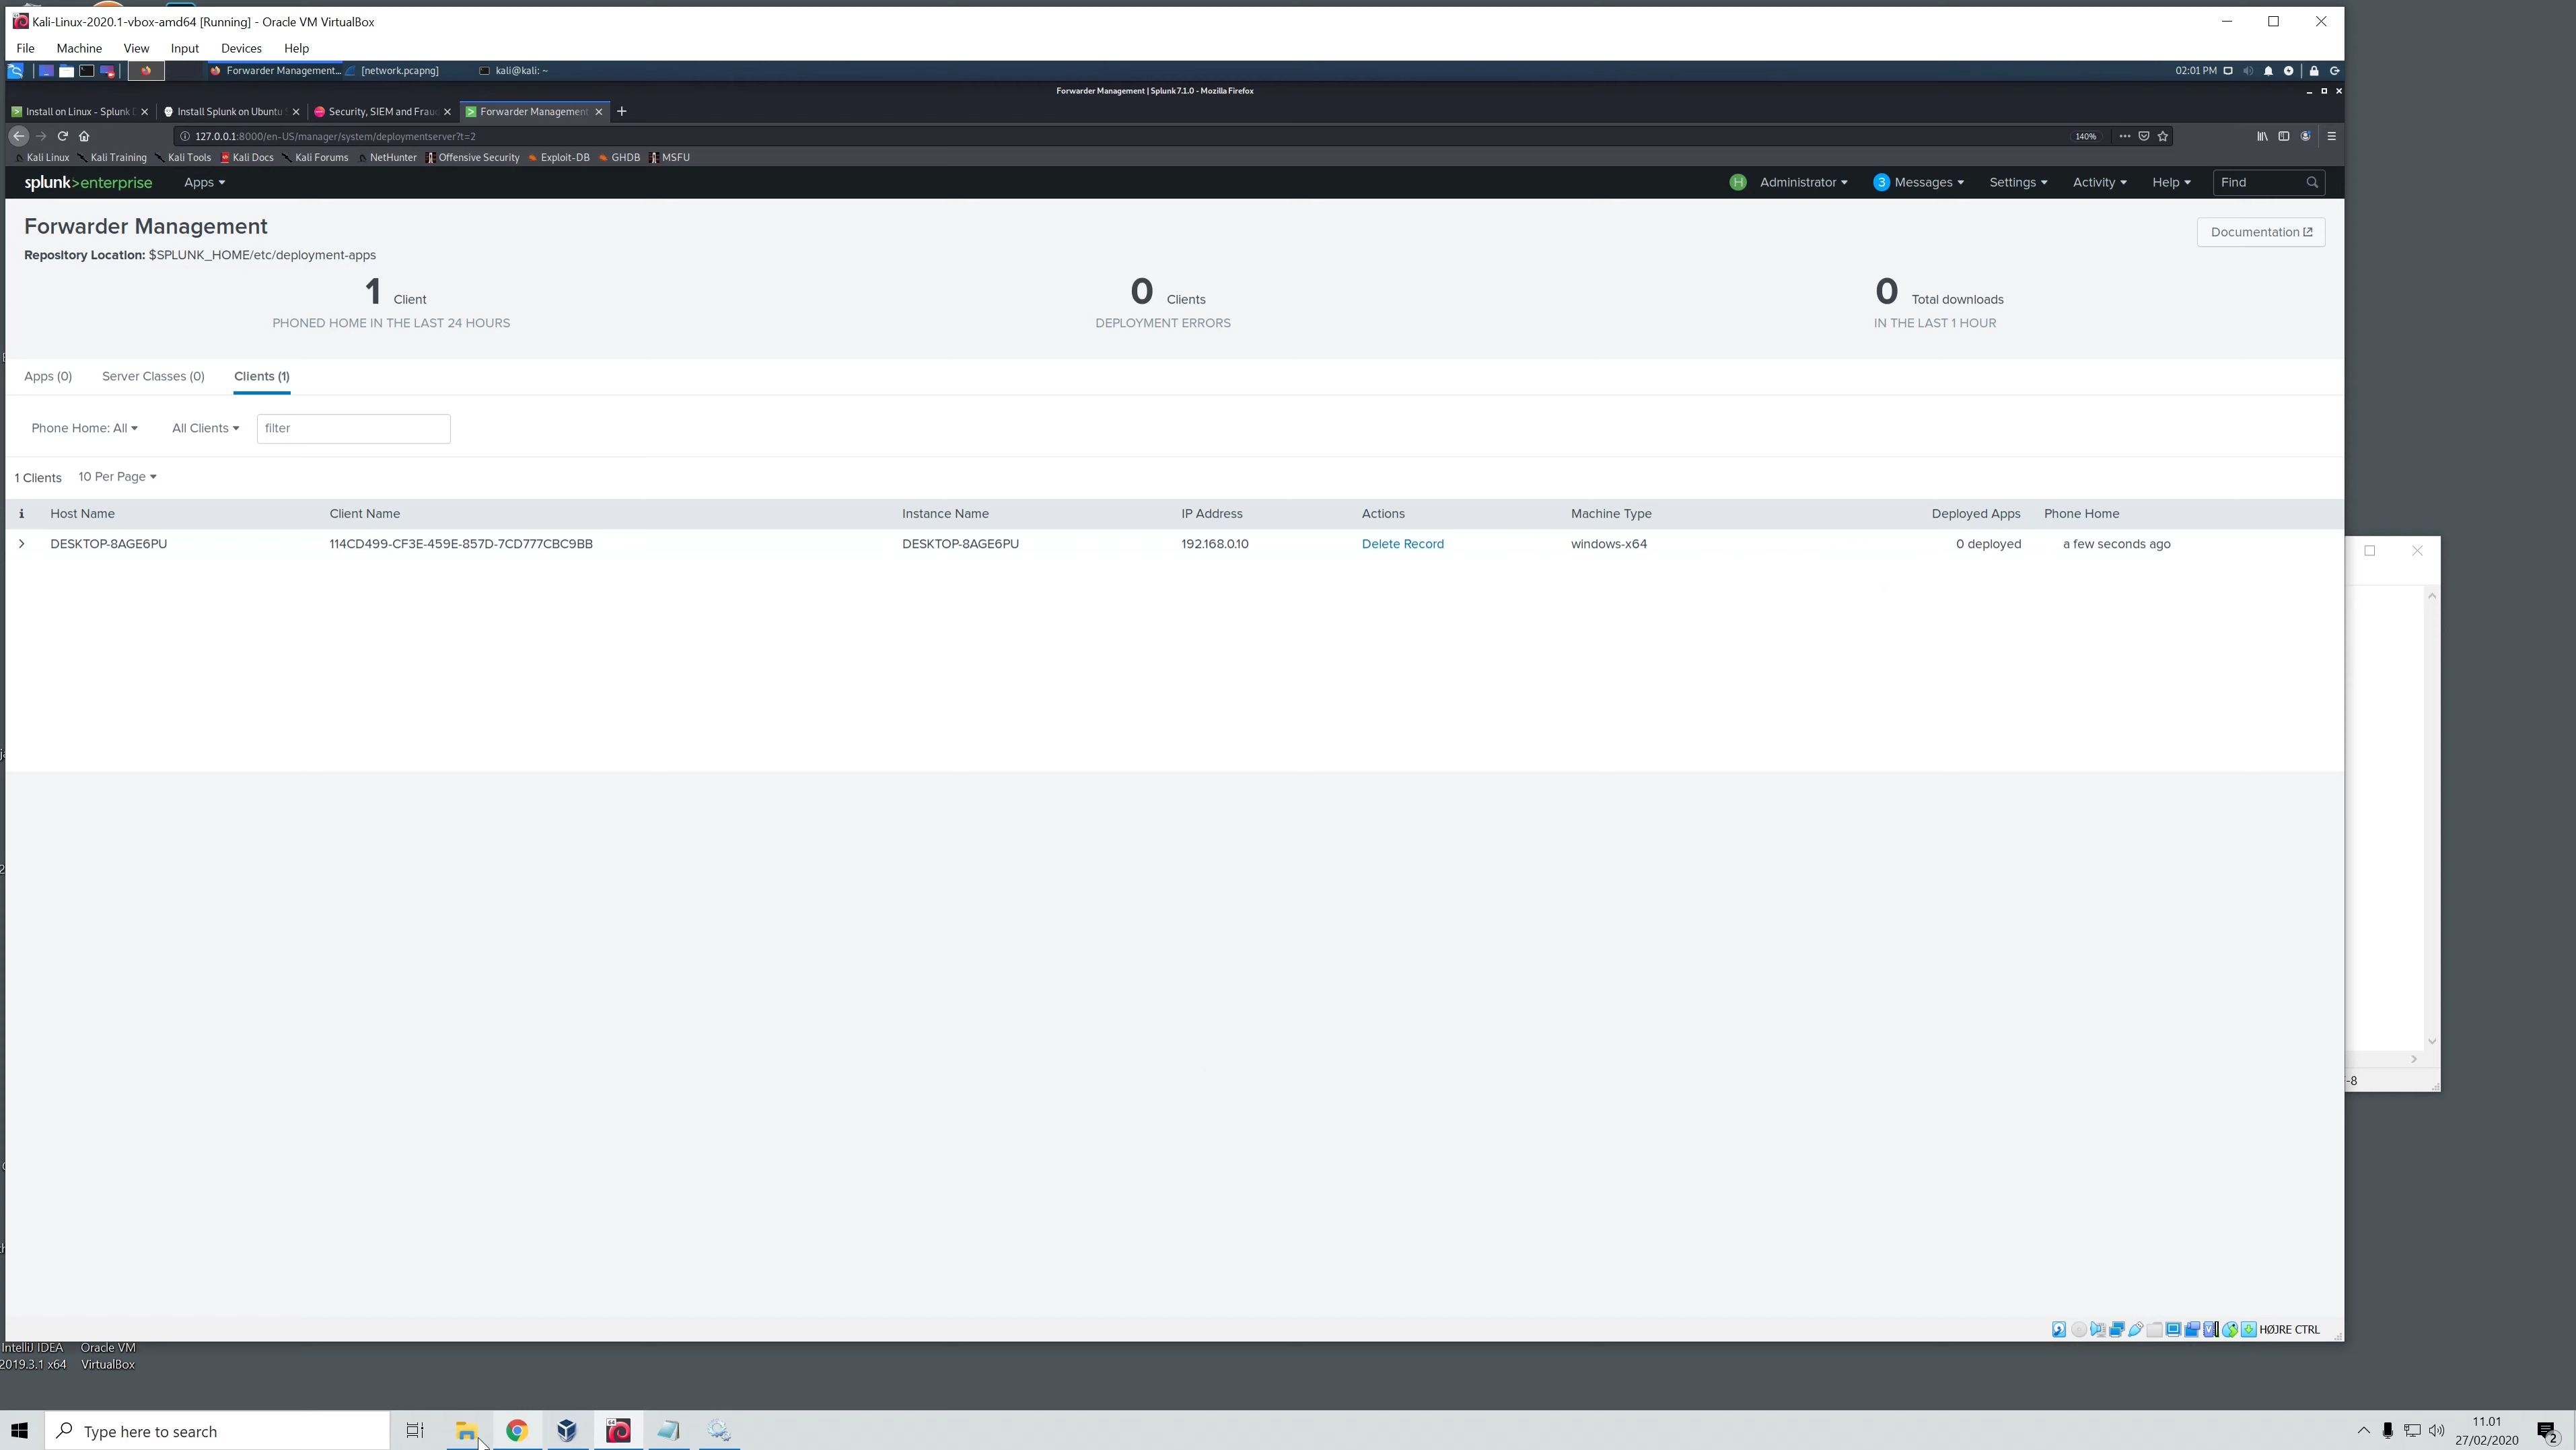 Kali-Linux-2020.1-vbox-amd64 [Running] - Oracle VM VirtualBox
File Machine View Input Devices Help
Forwarder Management... [network.pcapng] kali@kali: ~ 02:01 PM
Forwarder Management | Splunk 7.1.0 - Mozilla Firefox
Install on Linux - Splunk Install Splunk on Ubuntu Security, SIEM and Frau Forwarder Management
127.0.0.1:8000/en-US/manager/system/deploymentserver?t=2 140%
Kali Linux Kali Training Kali Tools Kali Docs Kali Forums NetHunter Offensive Security Exploit-DB GHDB MSFU
splunk>enterprise Apps H Administrator 3 Messages Settings Activity Help Find
Forwarder Management
Documentation
Repository Location: $SPLUNK_HOME/etc/deployment-apps
1 Client 0 Clients 0 Total downloads
PHONED HOME IN THE LAST 24 HOURS DEPLOYMENT ERRORS IN THE LAST 1 HOUR
Apps (0) Server Classes (0) Clients (1)
Phone Home: All All Clients filter
1 Clients 10 Per Page
i Host Name Client Name Instance Name IP Address Actions Machine Type Deployed Apps Phone Home
DESKTOP-8AGE6PU 114CD499-CF3E-459E-857D-7CD777CBC9BB DESKTOP-8AGE6PU 192.168.0.10 Delete Record windows-x64 0 deployed a few seconds ago
-8
HØJRE CTRL
IntelliJ IDEA Oracle VM
2019.3.1 x64 VirtualBox
Type here to search
64
11.01
27/02/2020
2